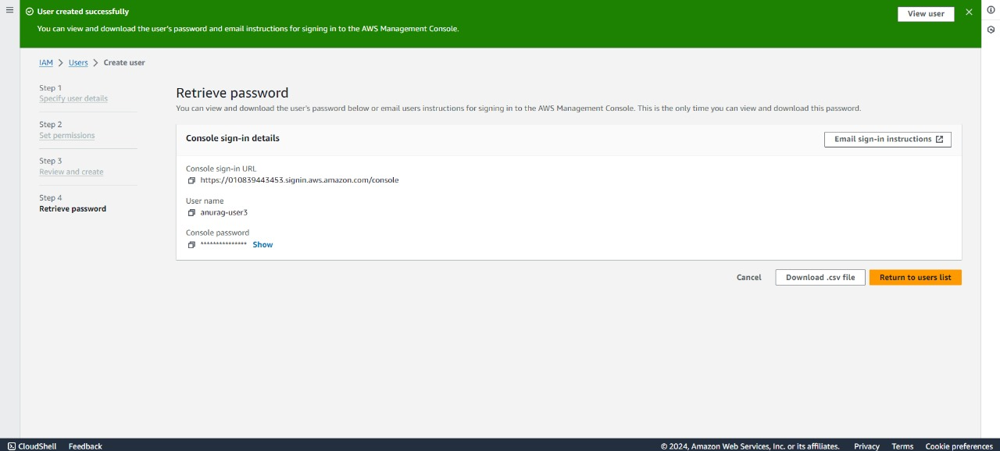 User created successfully
View user
You can view and download the user's password and email instructions for signing in to the AWS Management Console.
IAM > Users > Create user
Step 1
Specify user details
Step 2
Set permissions
Step 3
Review and create
Step 4
Retrieve password
Retrieve password
You can view and download the user's password below or email users instructions for signing in to the AWS Management Console. This is the only time you can view and download this password.
Console sign-in details
Email sign-in instructions
Console sign-in URL
https://010839443453.signin.aws.amazon.com/console
User name
anurag-user3
Console password
*************** Show
Cancel
Download .csv file
Return to users list
CloudShell
Feedback
© 2024, Amazon Web Services, Inc. or its affiliates.
Privacy
Terms
Cookie preferences